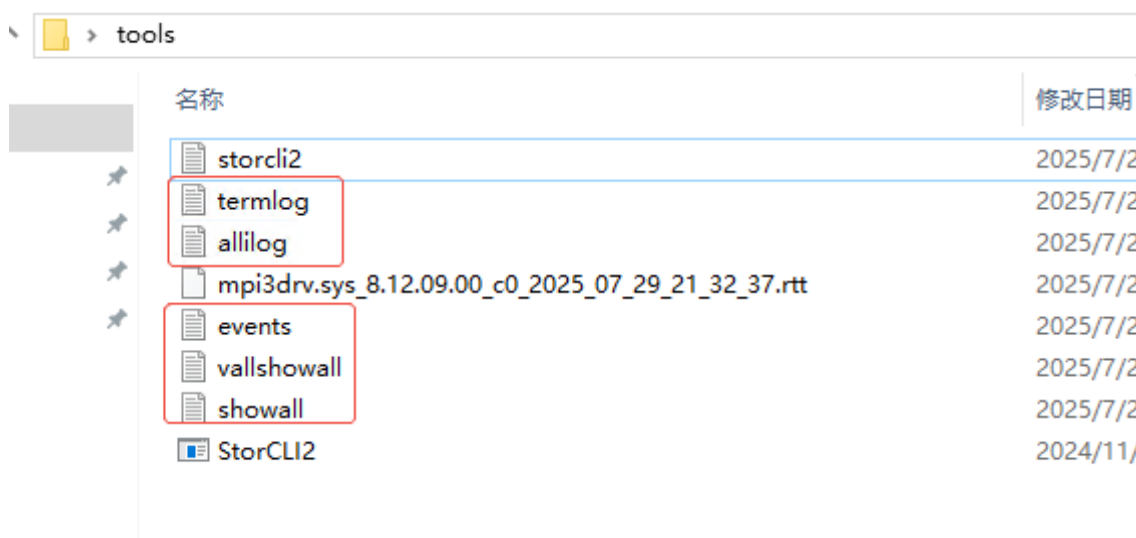 tools
名称 修改日期
storcli2 2025/7/2
termlog 2025/7/2
allilog 2025/7/2
mpi3drv.sys_8.12.09.00_c0_2025_07_29_21_32_37.rtt 2025/7/2
events 2025/7/2
vallshowall 2025/7/2
showall 2025/7/2
StorCLI2 2024/11/